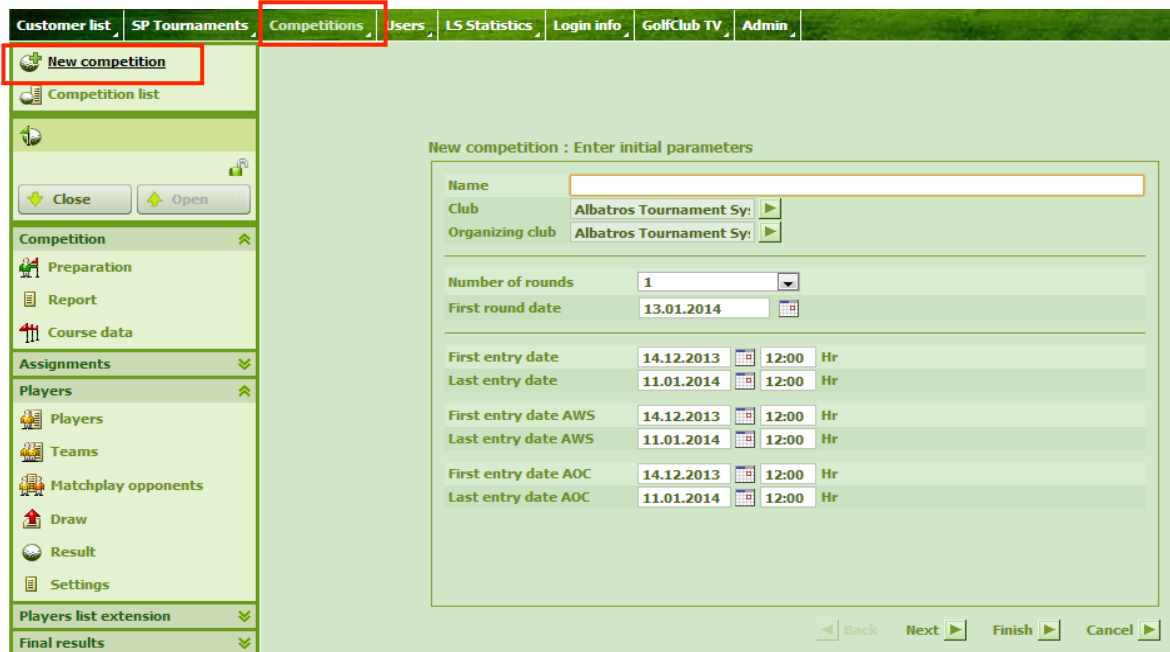 Customer list SP Tournaments Competitions Users LS Statistics Login info GolfClub TV Admin
New competition
Competition list
Close Open
Competition
Preparation
Report
Course data
Assignments
Players
Players
Teams
Matchplay opponents
Draw
Result
Settings
Players list extension
Final results
New competition : Enter initial parameters
Name
Club Albatros Tournament Sy
Organizing club Albatros Tournament Sy
Number of rounds 1
First round date 13.01.2014
First entry date 14.12.2013 12:00 Hr
Last entry date 11.01.2014 12:00 Hr
First entry date AWS 14.12.2013 12:00 Hr
Last entry date AWS 11.01.2014 12:00 Hr
First entry date AOC 14.12.2013 12:00 Hr
Last entry date AOC 11.01.2014 12:00 Hr
Back Next Finish Cancel